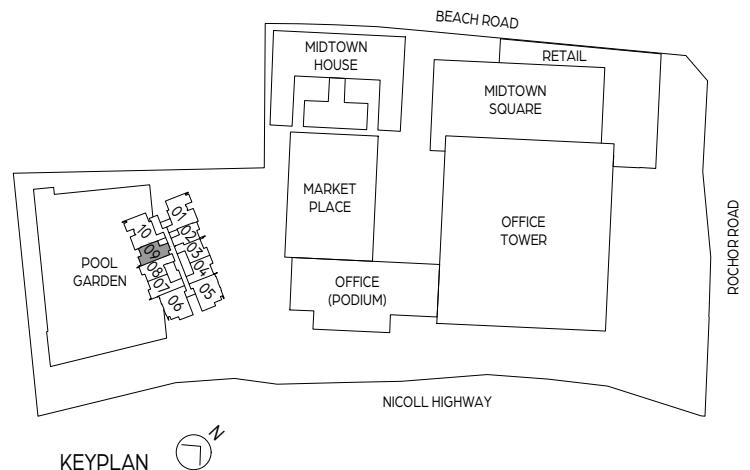 BEACH ROAD
MIDTOWN
HOUSE
RETAIL
MIDTOWN
SQUARE
MARKET
PLACE
OFFICE
TOWER
ROCHOR ROAD
POOL
GARDEN
OFFICE
(PODIUM)
01
02
03
04
05
10
09
08
07
06
NICOLL HIGHWAY
KEYPLAN
N